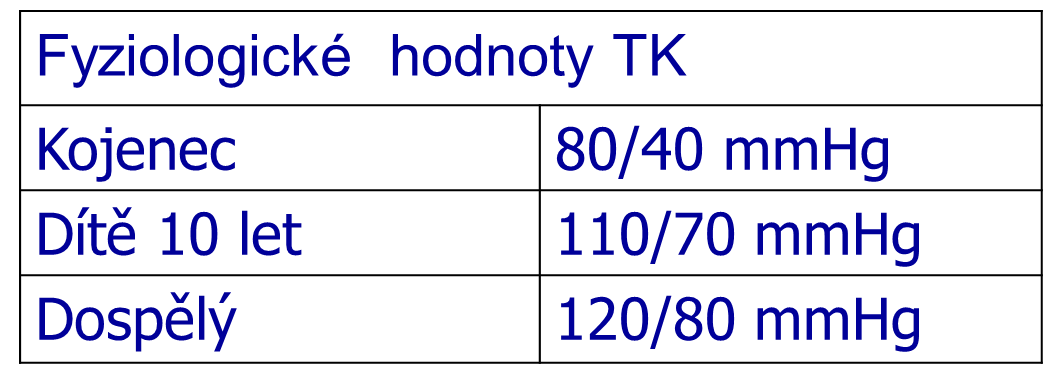 Fyziologické hodnoty TK
Kojenec 80/40 mmHg
Dítě 10 let 110/70 mmHg
Dospělý 120/80 mmHg